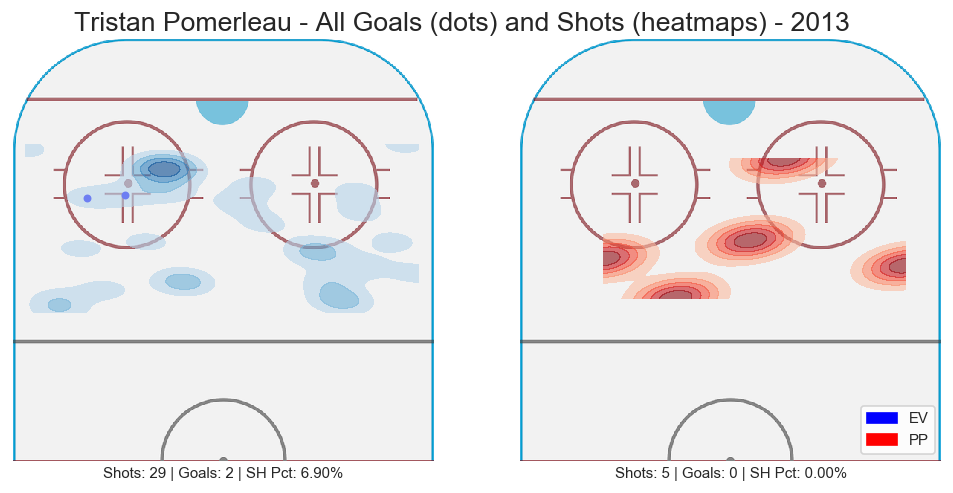 Tristan Pomerleau - All Goals (dots) and Shots (heatmaps) - 2013
EV
PP
Shots: 29 | Goals: 2 | SH Pct: 6.90%
Shots: 5 | Goals: 0 | SH Pct: 0.00%